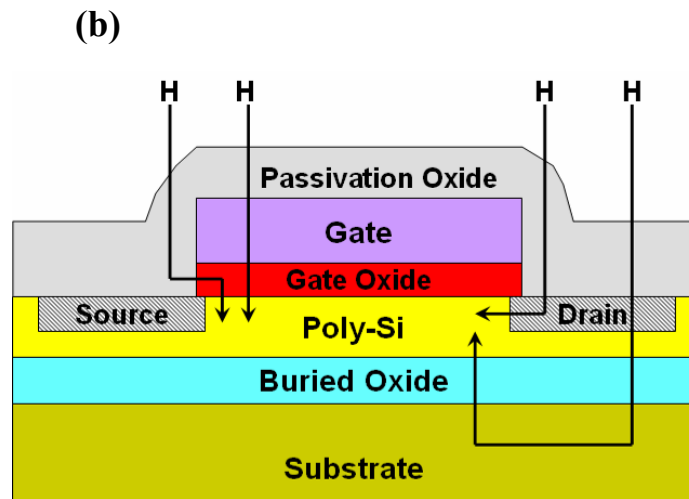 (b)
H H H H
Passivation Oxide
Gate
Gate Oxide
Source Drain
Poly-Si
Buried Oxide
Substrate